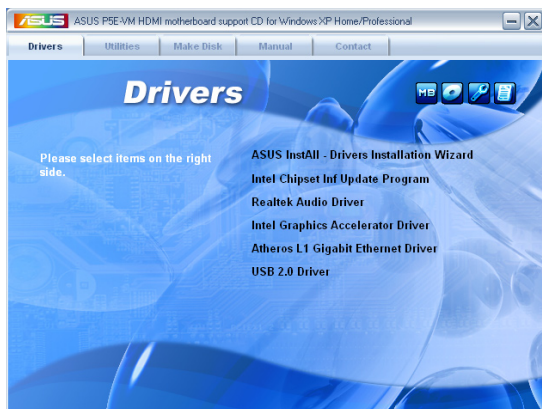 ASUS ASUS P5E-VM HDMI motherboard support CD for Windows XP Home/Professional
Drivers Utilities Make Disk Manual Contact
Drivers
MB
Please select items on the right
side.
ASUS InstAll - Drivers Installation Wizard
Intel Chipset Inf Update Program
Realtek Audio Driver
Intel Graphics Accelerator Driver
Atheros L1 Gigabit Ethernet Driver
USB 2.0 Driver